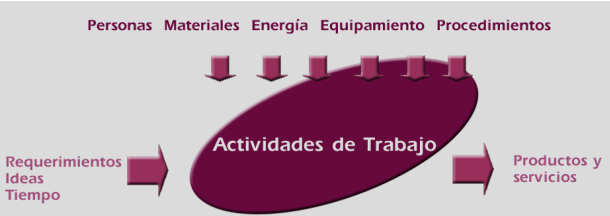 Personas Materiales Energía Equipamiento Procedimientos
Actividades de Trabajo
Requerimientos
Ideas
Tiempo
Productos y
servicios